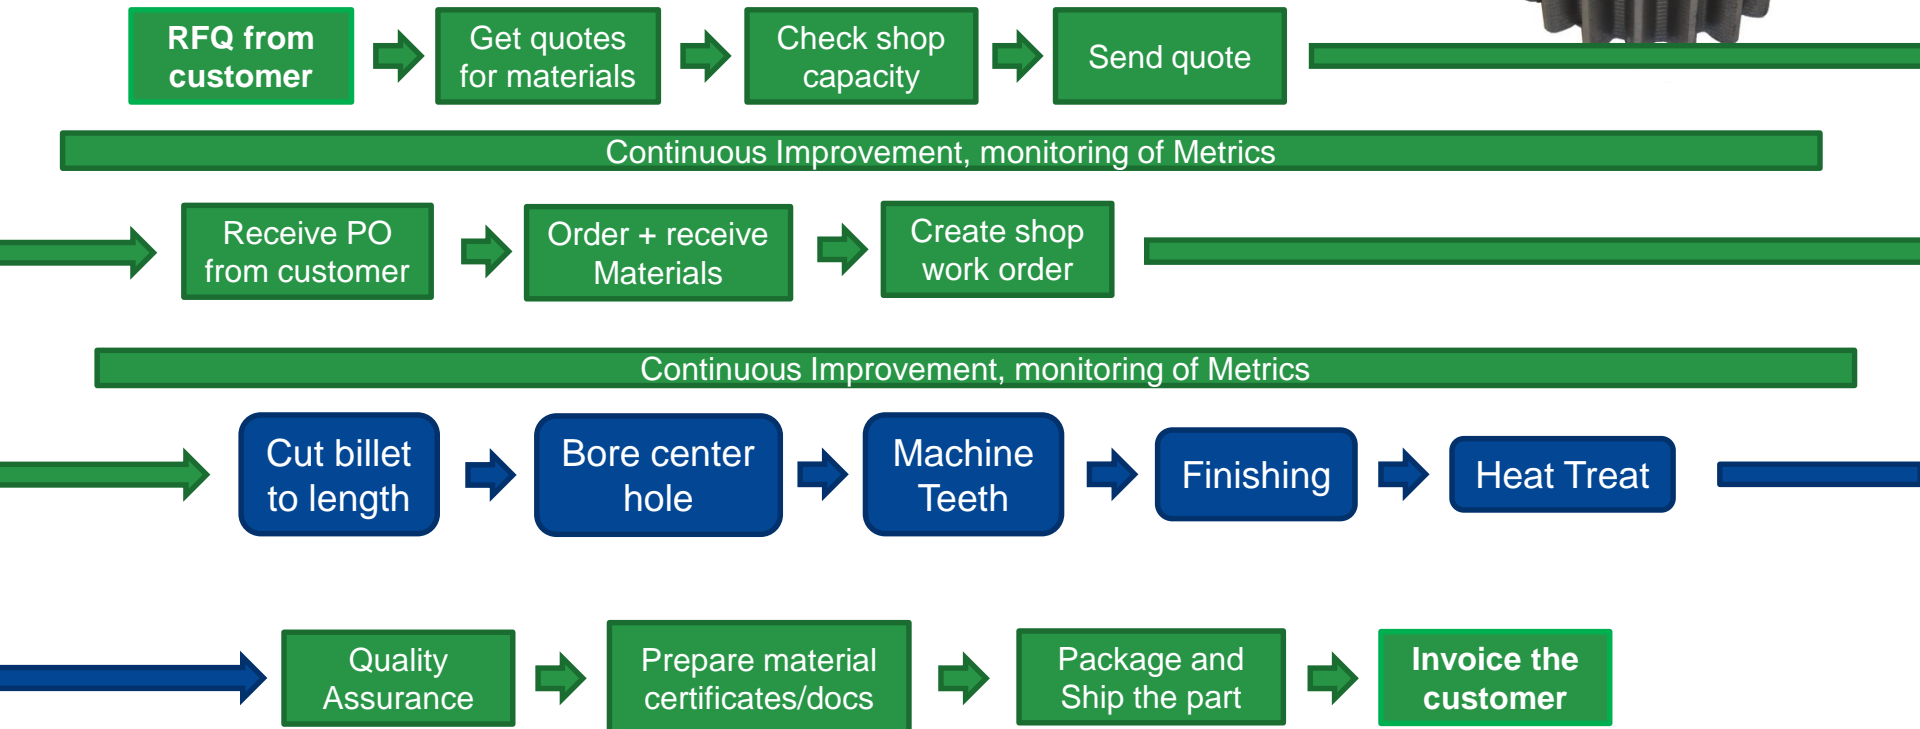 RFQ from
customer
Get quotes
for materials
Check shop
capacity
Send quote
Continuous Improvement, monitoring of Metrics
Receive PO
from customer
Order + receive
Materials
Create shop
work order
Continuous Improvement, monitoring of Metrics
Cut billet
to length
Bore center
hole
Machine
Teeth
Finishing
Heat Treat
Quality
Assurance
Prepare material
certificates/docs
Package and
Ship the part
Invoice the
customer